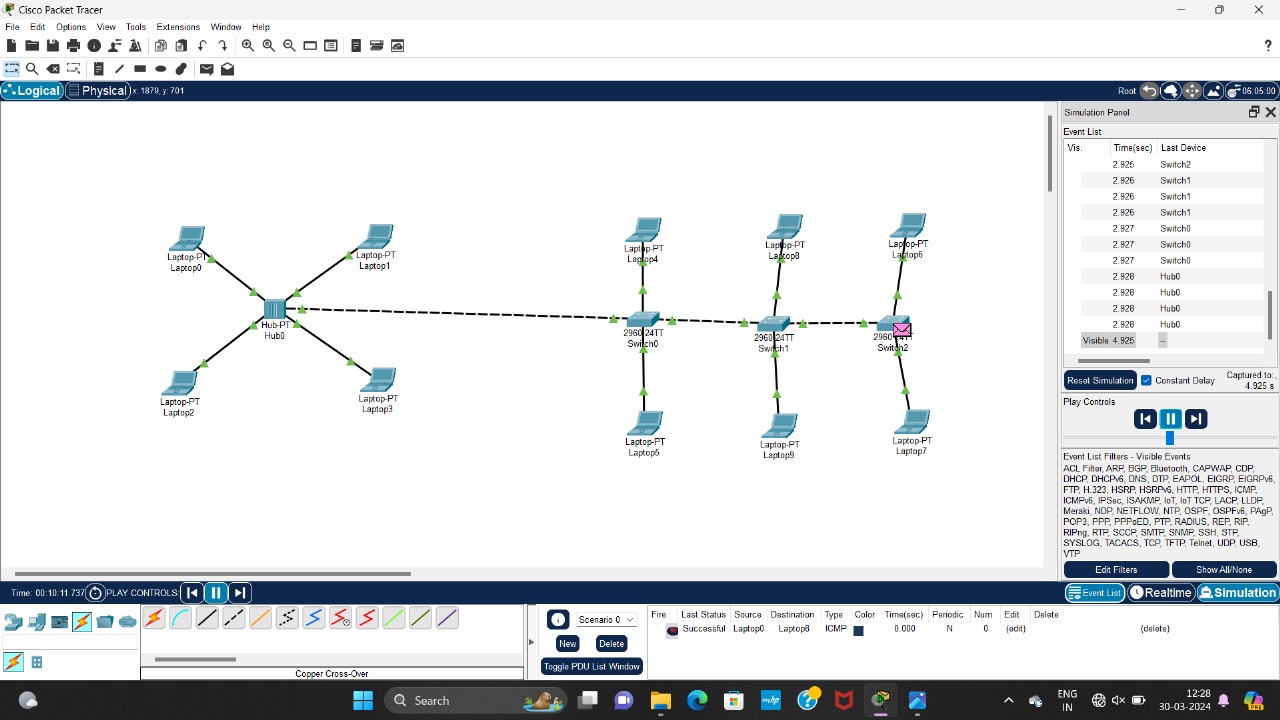 Cisco Packet Tracer
File Edit Options View Tools Extensions Window Help
Logical Physical x: 1879, y: 701 Root 06:05:00
Simulation Panel
Event List
Vis. Time(sec) Last Device
2.925 Switch2
2.926 Switch1
2.926 Switch1
2.926 Switch1
2.927 Switch0
2.927 Switch0
2.927 Switch0
2.928 Hub0
2.928 Hub0
2.928 Hub0
2.928 Hub0
Visible 4.925 --
Reset Simulation Constant Delay Captured to:
4.925 s
Play Controls
Event List Filters - Visible Events
ACL Filter, ARP, BGP, Bluetooth, CAPWAP, CDP,
DHCP, DHCPv6, DNS, DTP, EAPOL, EIGRP, EIGRPv6,
FTP, H.323, HSRP, HSRPv6, HTTP, HTTPS, ICMP,
ICMPv6, IPSec, ISAKMP, IoT, IoT TCP, LACP, LLDP,
Meraki, NDP, NETFLOW, NTP, OSPF, OSPFv6, PAgP,
POP3, PPP, PPPoED, PTP, RADIUS, REP, RIP,
RIPng, RTP, SCCP, SMTP, SNMP, SSH, STP,
SYSLOG, TACACS, TCP, TFTP, Telnet, UDP, USB,
VTP
Edit Filters Show All/None
Laptop-PT
Laptop0
Laptop-PT
Laptop1
Hub-PT
Hub0
Laptop-PT
Laptop2
Laptop-PT
Laptop3
Laptop-PT
Laptop4
Laptop-PT
Laptop8
Laptop-PT
Laptop6
2960-24TT
Switch0
2960-24TT
Switch1
2960-24TT
Switch2
Laptop-PT
Laptop5
Laptop-PT
Laptop9
Laptop-PT
Laptop7
Time: 00:10:11.737 PLAY CONTROLS: Event List Realtime Simulation
Scenario 0
New Delete
Toggle PDU List Window
Fire Last Status Source Destination Type Color Time(sec) Periodic Num Edit Delete
Successful Laptop0 Laptop8 ICMP 0.000 N 0 (edit) (delete)
Copper Cross-Over
Search
ENG
IN
12:28
30-03-2024